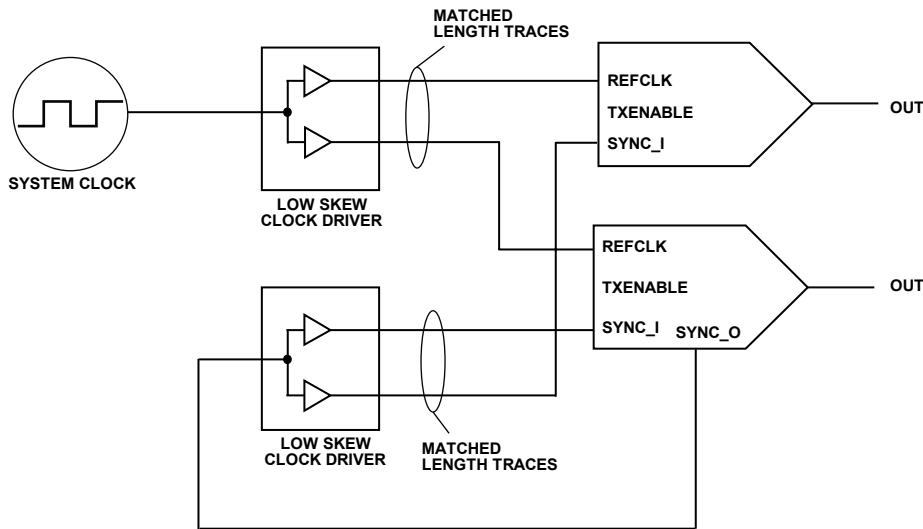 MATCHED
LENGTH TRACES
SYSTEM CLOCK
LOW SKEW
CLOCK DRIVER
REFCLK
TXENABLE
SYNC_I
OUT
REFCLK
TXENABLE
SYNC_I
SYNC_O
OUT
LOW SKEW
CLOCK DRIVER
MATCHED
LENGTH TRACES